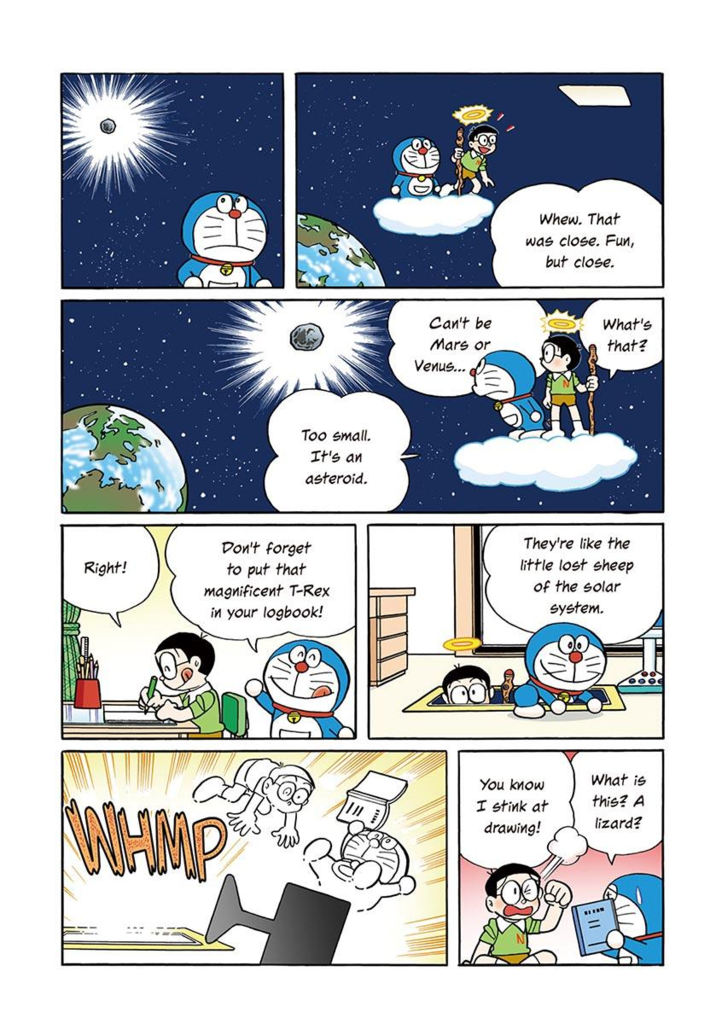 Whew. That
was close. Fun,
but close.
What's
that?
Can't be
Mars or
Venus...
Too small.
It's an
asteroid.
They're like the
little lost sheep
of the solar
system.
Don't forget
to put that
magnificent T-Rex
in your logbook!
Right!
What is
this? A
lizard?
You know
I stink at
drawing!
WHMP